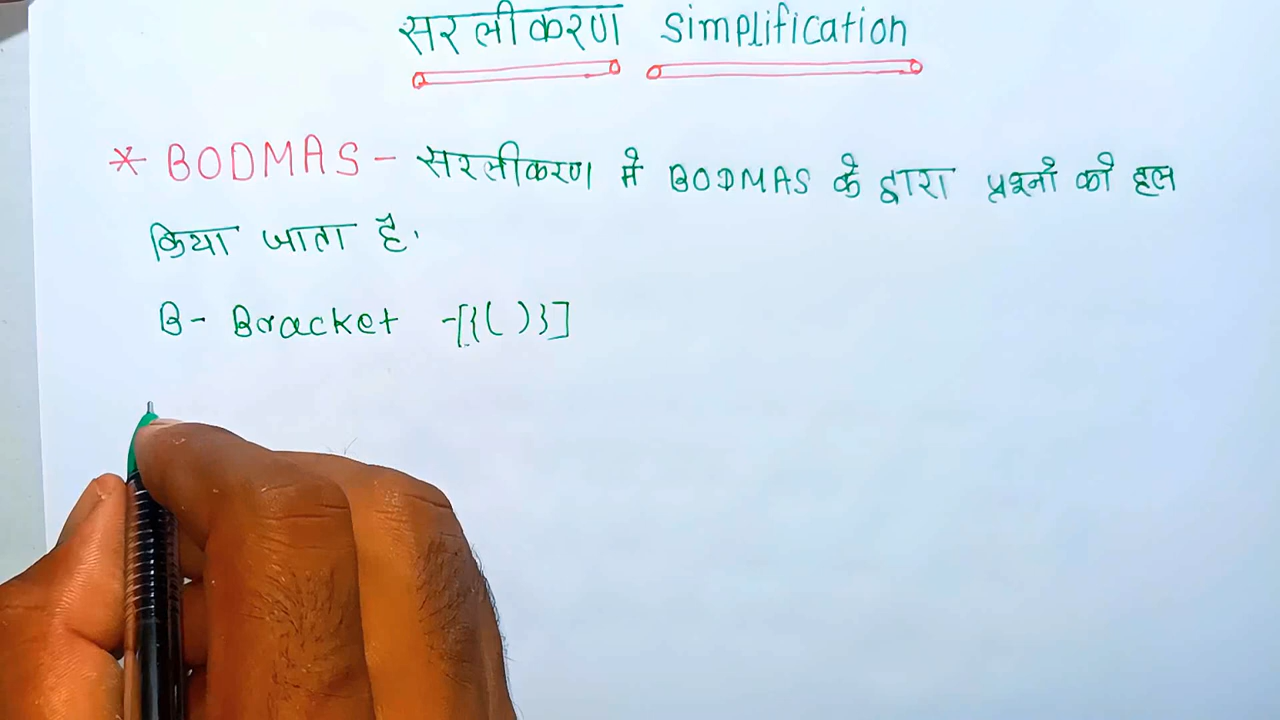 सरलीकरण simplification
* BODMAS - सरलीकरण मे BODMAS के द्वारा प्रश्नो को हल
किया जाता है.
B- Bracket -[{( )}]